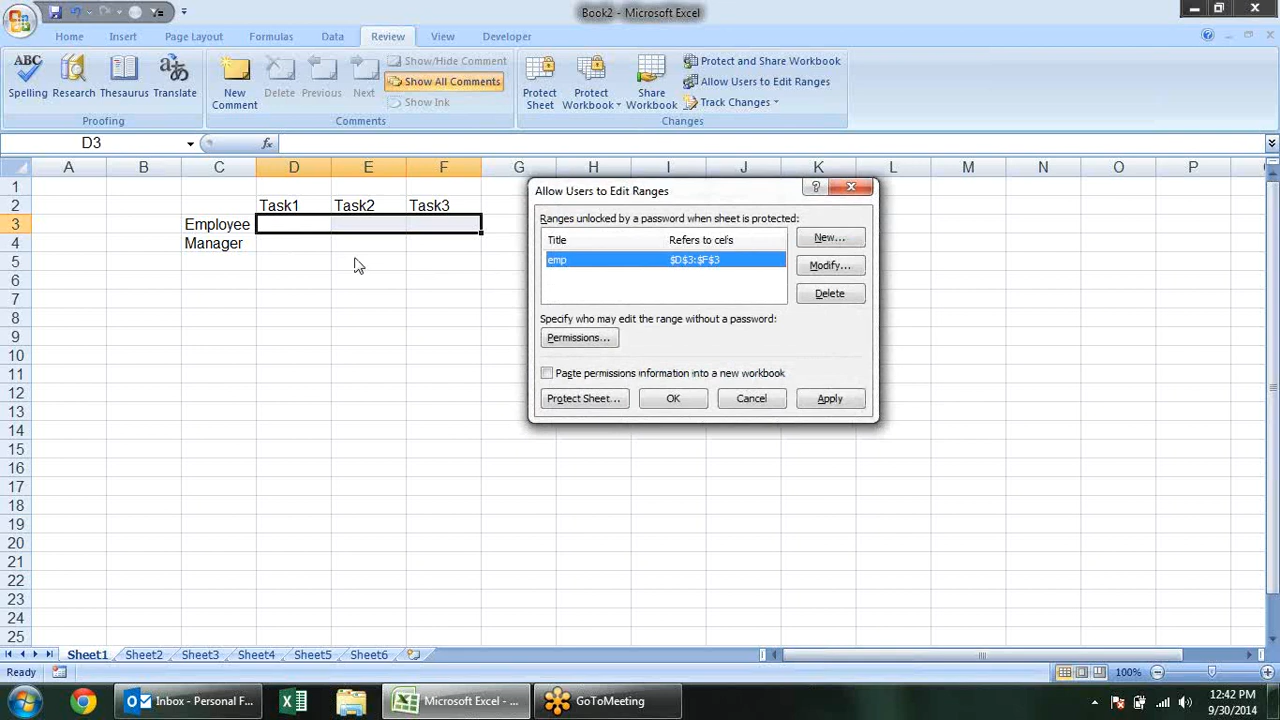 Book2 - Microsoft Excel
Home Insert Page Layout Formulas Data Review View Developer
ABC
Spelling Research Thesaurus Translate
Proofing
New Comment Delete Previous Next
Show/Hide Comment
Show All Comments
Show Ink
Comments
Protect Sheet Protect Workbook Share Workbook
Protect and Share Workbook
Allow Users to Edit Ranges
Track Changes
Changes
D3 fx
A B C D E F G H I J K L M N O P
1
2 Task1 Task2 Task3
3 Employee
4 Manager
5
6
7
8
9
10
11
12
13
14
15
16
17
18
19
20
21
22
23
24
25
Allow Users to Edit Ranges
Ranges unlocked by a password when sheet is protected:
Title Refers to cells
emp $D$3:$F$3
New...
Modify...
Delete
Specify who may edit the range without a password:
Permissions...
Paste permissions information into a new workbook
Protect Sheet... OK Cancel Apply
Sheet1 Sheet2 Sheet3 Sheet4 Sheet5 Sheet6
Ready 100%
Inbox - Personal F... Microsoft Excel - ... GoToMeeting
12:42 PM
9/30/2014